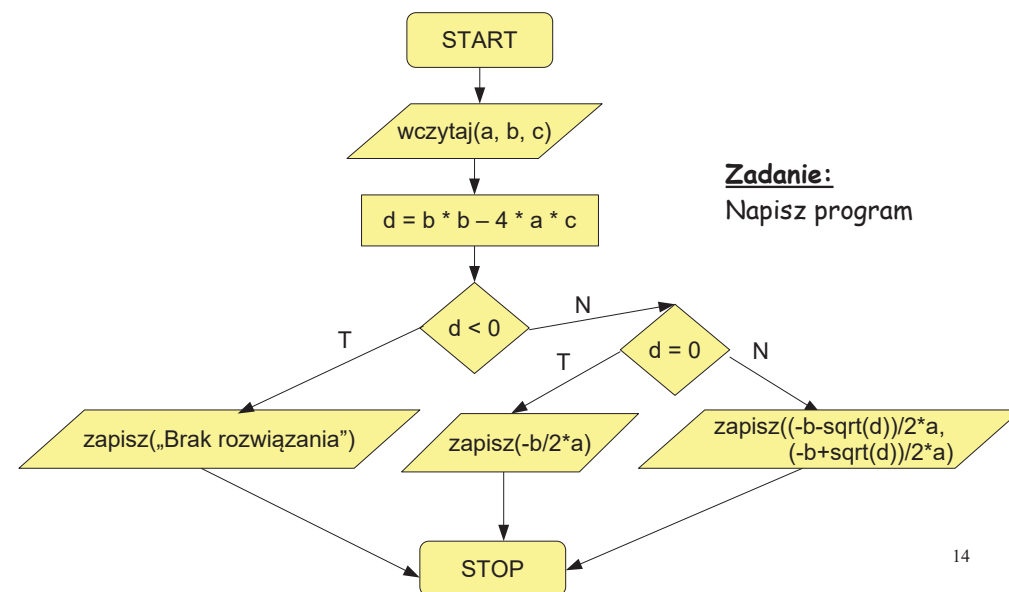 START
wczytaj(a, b, c)
Zadanie:
Napisz program
d = b * b – 4 * a * c
d < 0
N
T
d = 0
T
N
zapisz(„Brak rozwiązania”)
zapisz(-b/2*a)
zapisz((-b-sqrt(d))/2*a,
(-b+sqrt(d))/2*a)
STOP
14